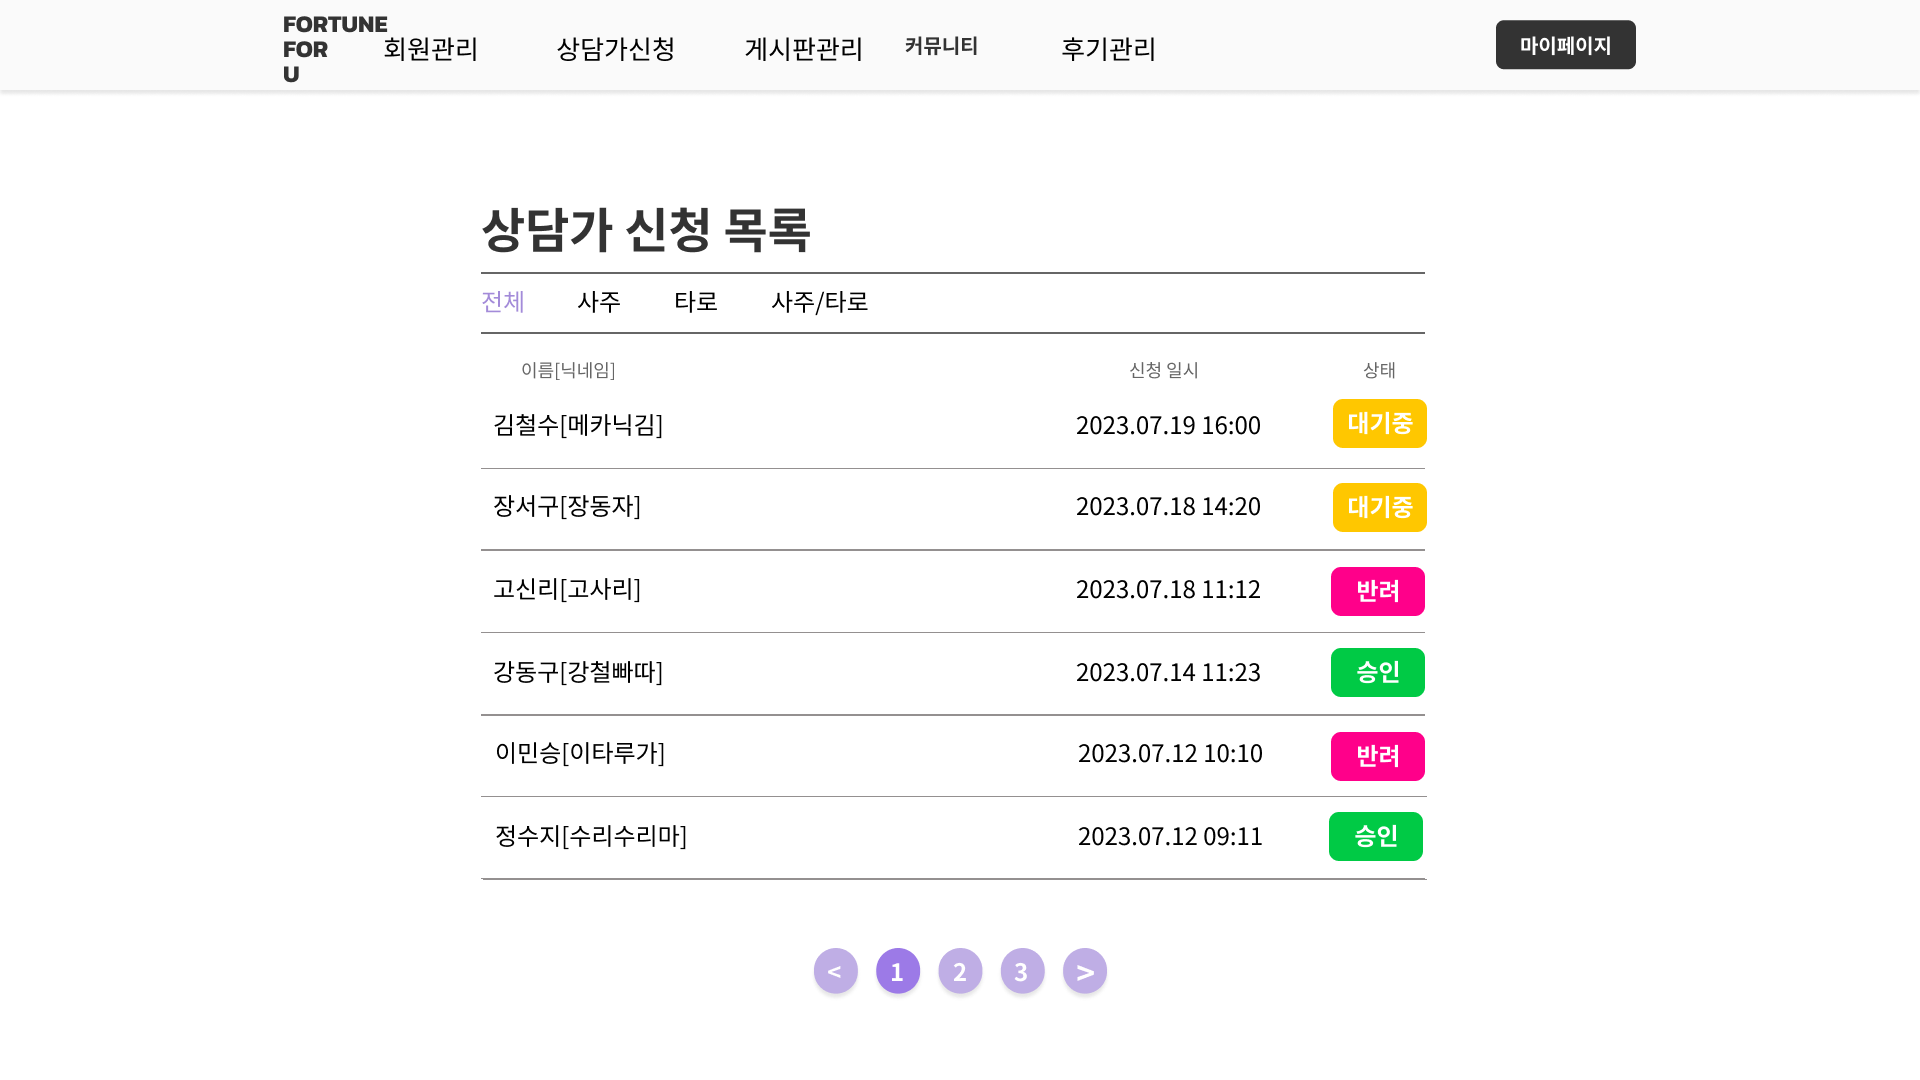 FORTUNE
FOR
U
회원관리 상담가신청 게시판관리 커뮤니티 후기관리 마이페이지
상담가 신청 목록
전체 사주 타로 사주/타로
이름[닉네임] 신청 일시 상태
김철수[메카닉김] 2023.07.19 16:00 대기중
장서구[장동자] 2023.07.18 14:20 대기중
고신리[고사리] 2023.07.18 11:12 반려
강동구[강철빠따] 2023.07.14 11:23 승인
이민승[이타루가] 2023.07.12 10:10 반려
정수지[수리수리마] 2023.07.12 09:11 승인
< 1 2 3 >